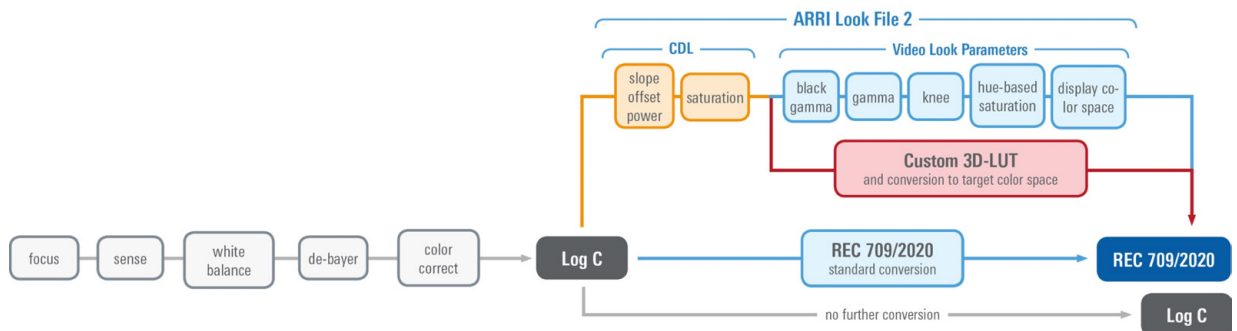 ARRI Look File 2
CDL
Video Look Parameters
slope
offset
power
saturation
black
gamma
gamma
knee
hue-based
saturation
display co-
lor space
Custom 3D-LUT
and conversion to target color space
focus
sense
white
balance
de-bayer
color
correct
Log C
REC 709/2020
standard conversion
REC 709/2020
no further conversion
Log C